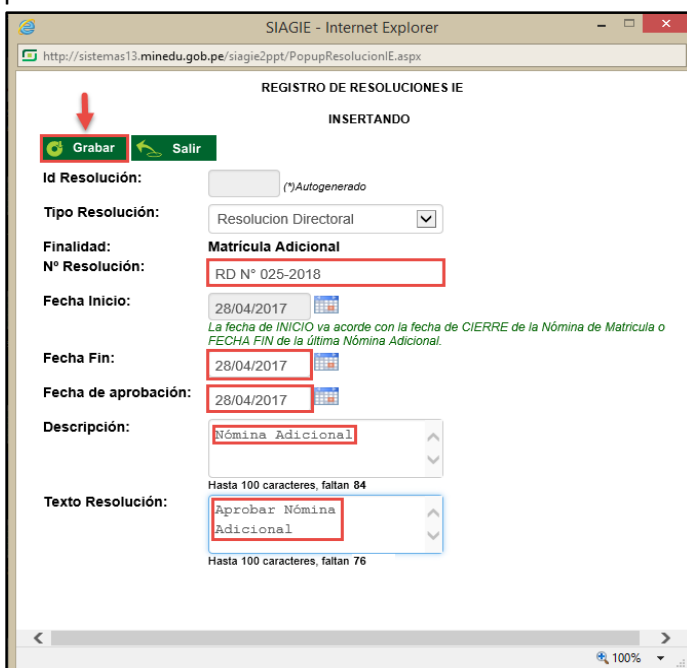 SIAGIE - Internet Explorer
http://sistemas13.minedu.gob.pe/siagie2ppt/PopupResolucionIE.aspx
REGISTRO DE RESOLUCIONES IE
INSERTANDO
Grabar Salir
Id Resolución: (*)Autogenerado
Tipo Resolución: Resolucion Directoral
Finalidad: Matrícula Adicional
Nº Resolución: RD N° 025-2018
Fecha Inicio: 28/04/2017
La fecha de INICIO va acorde con la fecha de CIERRE de la Nómina de Matricula o
FECHA FIN de la última Nómina Adicional.
Fecha Fin: 28/04/2017
Fecha de aprobación: 28/04/2017
Descripción: Nómina Adicional
Hasta 100 caracteres, faltan 84
Texto Resolución: Aprobar Nómina
Adicional
Hasta 100 caracteres, faltan 76
100%